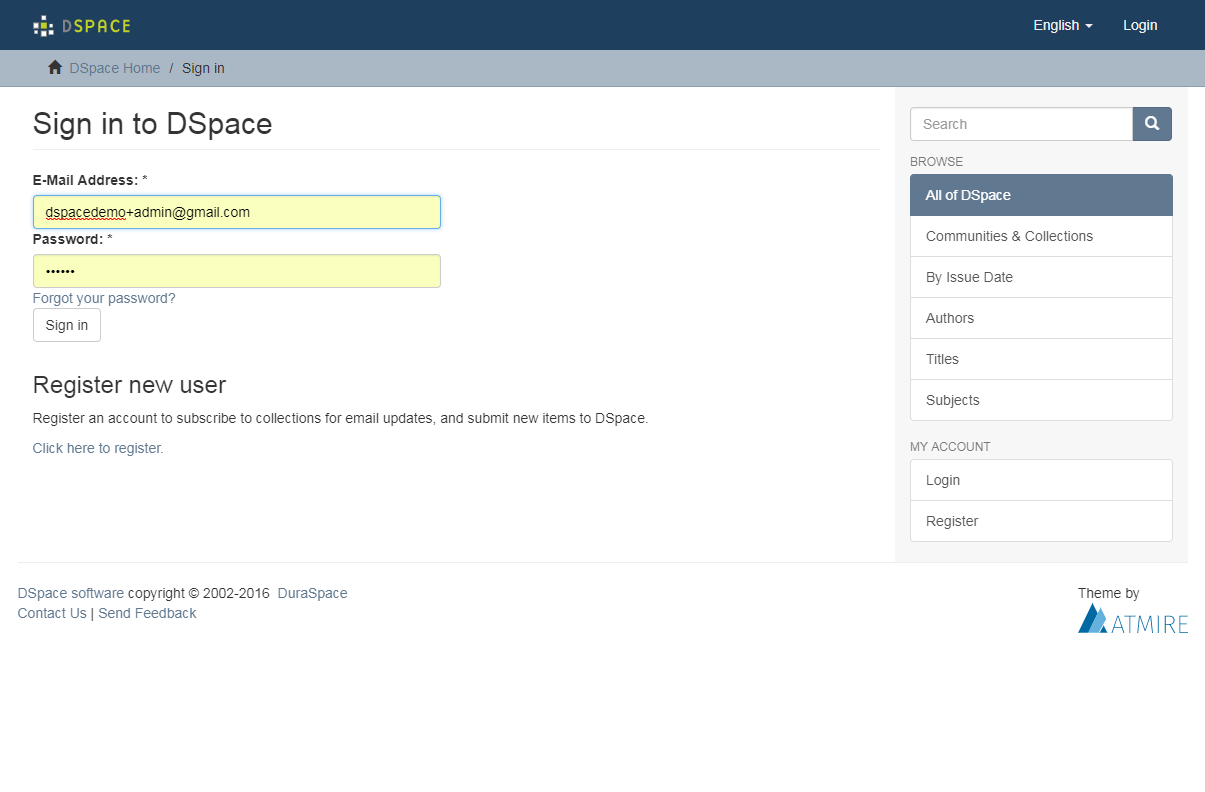 DSPACE
English
Login
DSpace Home / Sign in
Sign in to DSpace
E-Mail Address: *
dspacedemo+admin@gmail.com
Password: *
••••••
Forgot your password?
Sign in
Register new user
Register an account to subscribe to collections for email updates, and submit new items to DSpace.
Click here to register.
Search
BROWSE
All of DSpace
Communities & Collections
By Issue Date
Authors
Titles
Subjects
MY ACCOUNT
Login
Register
DSpace software copyright © 2002-2016 DuraSpace
Contact Us | Send Feedback
Theme by
ATMIRE